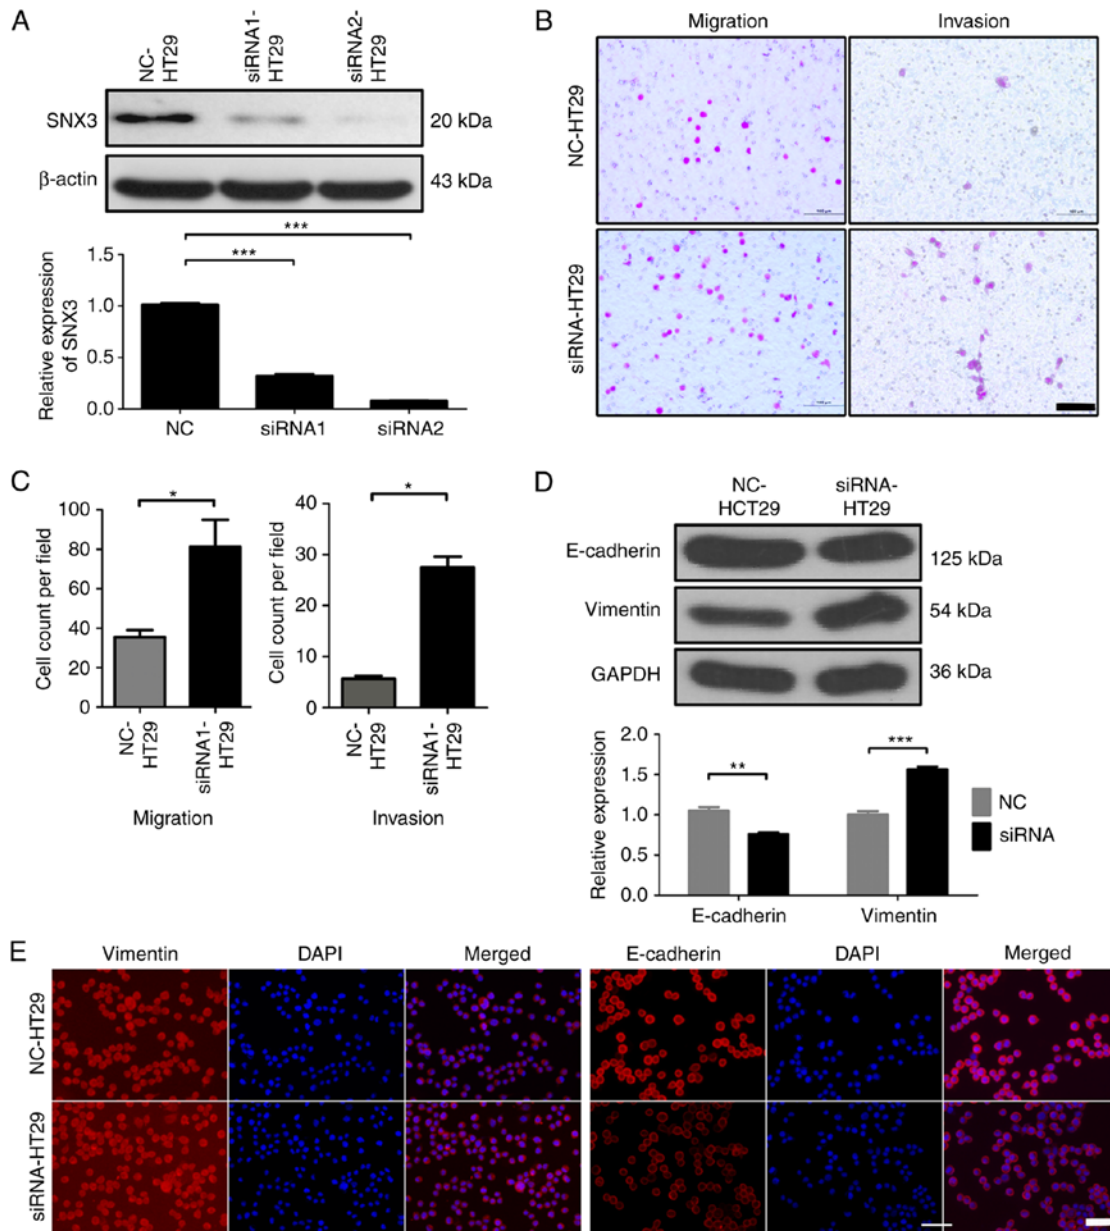 A
NC-
HT29
siRNA1-
HT29
siRNA2-
HT29
SNX3
20 kDa
β-actin
43 kDa
***
***
Relative expression
of SNX3
1.5
1.0
0.5
0.0
NC
siRNA1
siRNA2
B
Migration
Invasion
NC-HT29
siRNA-HT29
C
Cell count per field
100
80
60
40
20
0
*
NC-
HT29
siRNA1-
HT29
Migration
Cell count per field
40
30
20
10
0
*
NC-
HT29
siRNA1-
HT29
Invasion
D
NC-
HCT29
siRNA-
HT29
E-cadherin
125 kDa
Vimentin
54 kDa
GAPDH
36 kDa
Relative expression
2.0
1.5
1.0
0.5
0.0
**
***
NC
siRNA
E-cadherin
Vimentin
E
Vimentin
DAPI
Merged
E-cadherin
DAPI
Merged
NC-HT29
siRNA-HT29